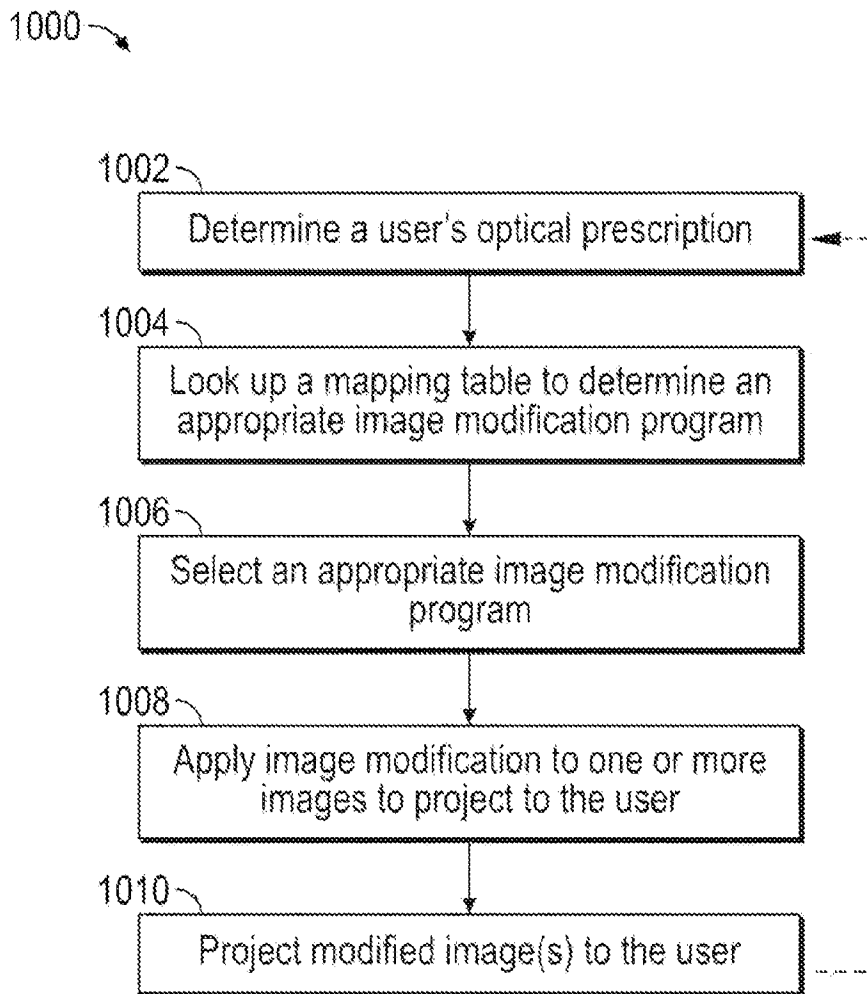 1000
1002
Determine a user's optical prescription
1004
Look up a mapping table to determine an
appropriate image modification program
1006
Select an appropriate image modification
program
1008
Apply image modification to one or more
images to project to the user
1010
Project modified image(s) to the user